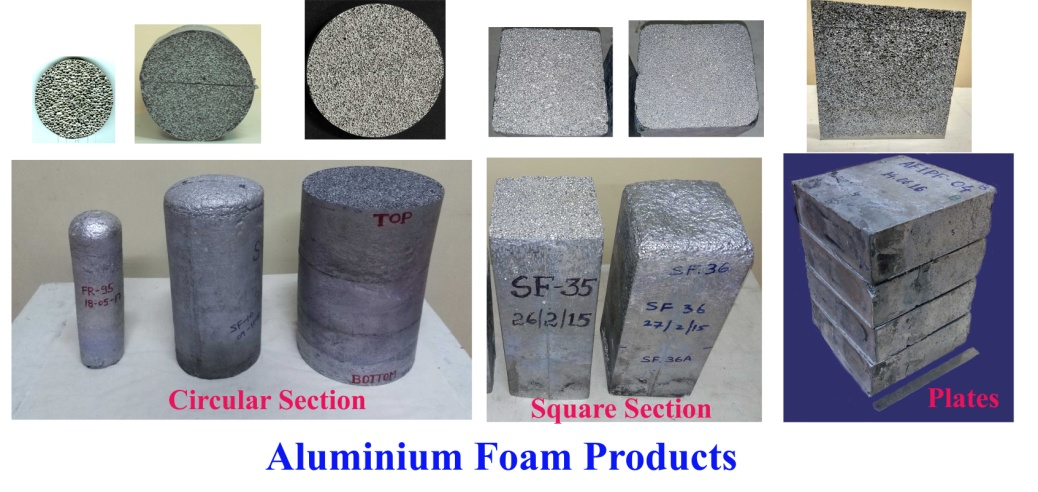 FR-95
TOP
BOTTOM
Circular Section
SF-35
26/2/15
SF.36
SF 36
27/2/15
SF.36A
Square Section
Plates
Aluminium Foam Products